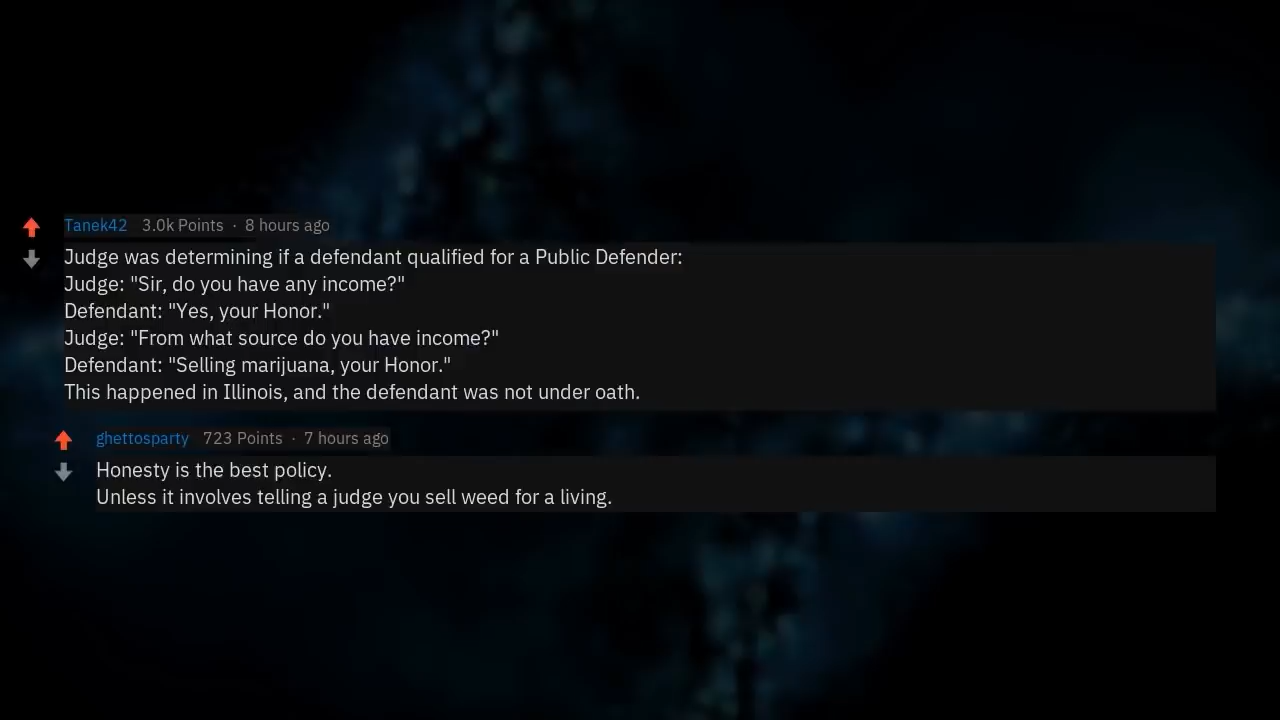 Tanek42 3.0k Points · 8 hours ago
Judge was determining if a defendant qualified for a Public Defender:
Judge: "Sir, do you have any income?"
Defendant: "Yes, your Honor."
Judge: "From what source do you have income?"
Defendant: "Selling marijuana, your Honor."
This happened in Illinois, and the defendant was not under oath.
ghettosparty 723 Points · 7 hours ago
Honesty is the best policy.
Unless it involves telling a judge you sell weed for a living.